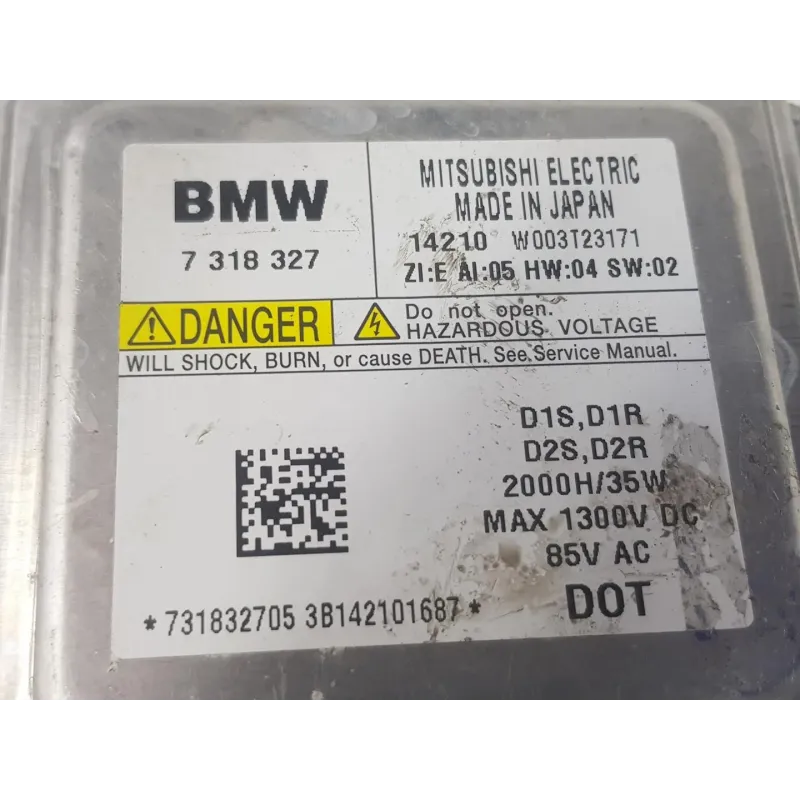 BMW
7 318 327
MITSUBISHI ELECTRIC
MADE IN JAPAN
14210 W003T23171
ZI:E AI:05 HW:04 SW:02
DANGER
Do not open.
HAZARDOUS VOLTAGE
WILL SHOCK, BURN, or cause DEATH. See.Service Manual.
D1S,D1R
D2S,D2R
2000H/35W
MAX 1300V DC
85V AC
DOT
*731832705 3B142101687*